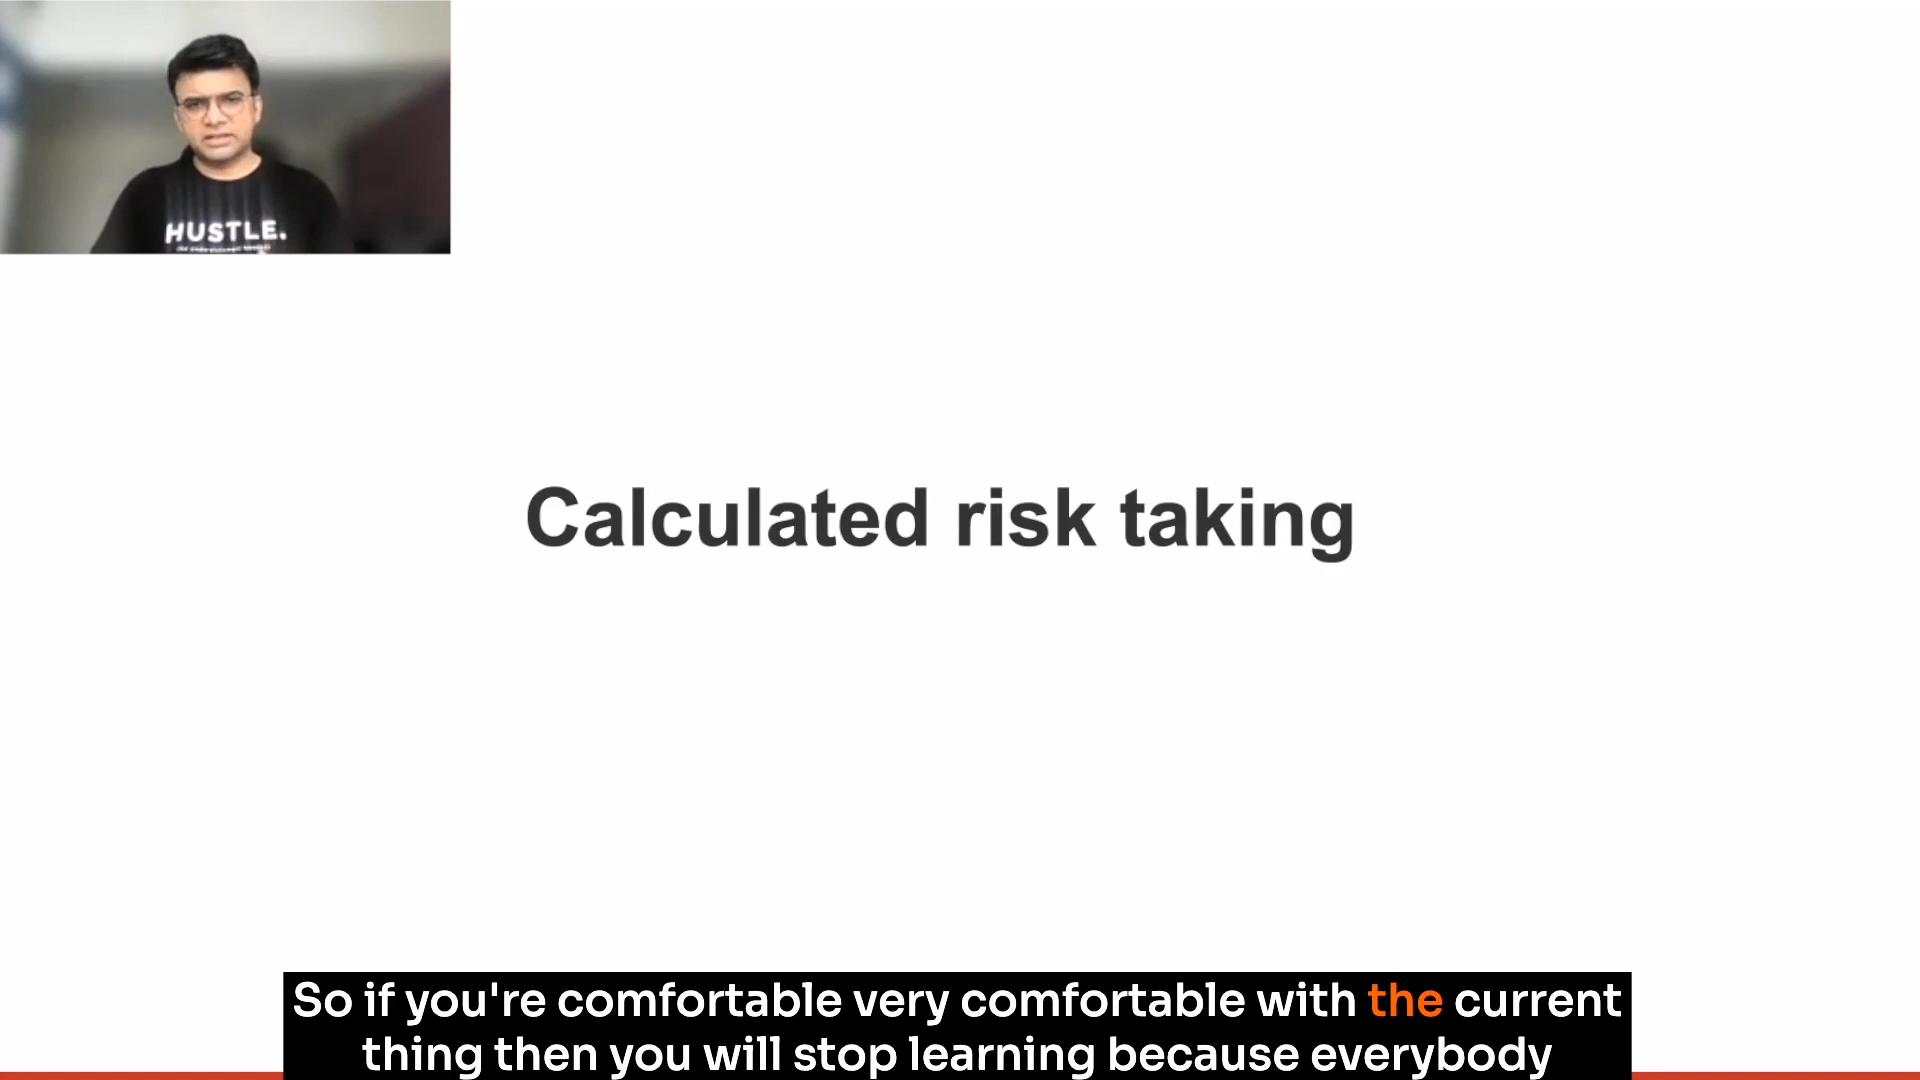 HUSTLE.
Calculated risk taking
So if you're comfortable very comfortable with the current
thing then you will stop learning because everybody